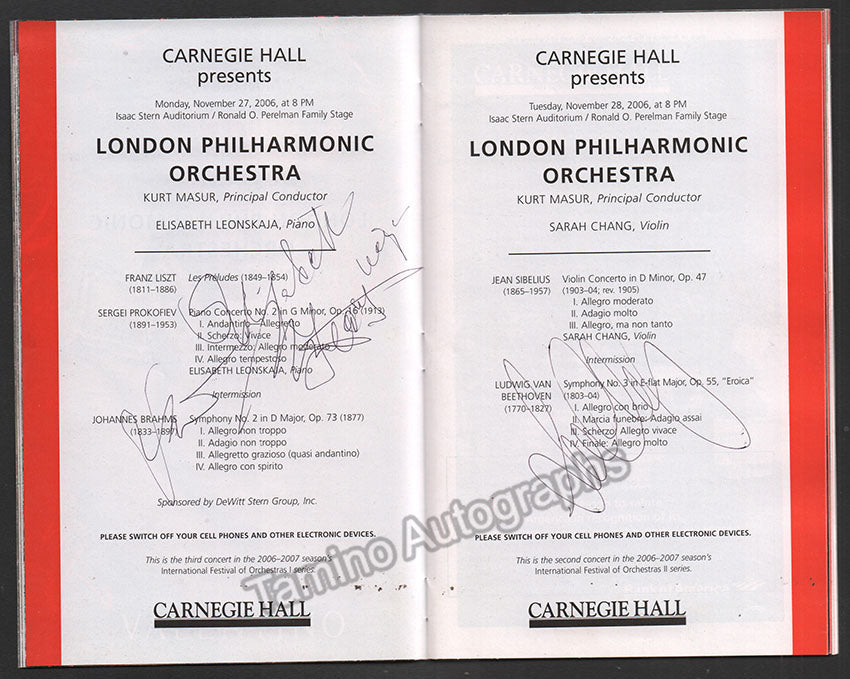 CARNEGIE HALL
presents
Monday, November 27, 2006, at 8 PM
Isaac Stern Auditorium / Ronald O. Perelman Family Stage
LONDON PHILHARMONIC
ORCHESTRA
KURT MASUR, Principal Conductor
ELISABETH LEONSKAJA, Piano
FRANZ LISZT Les Préludes (1849–1854)
(1811–1886)
SERGEI PROKOFIEV Piano Concerto No. 2 in G Minor, Op. 16 (1913)
(1891–1953) I. Andantino—Allegretto
II. Scherzo: Vivace
III. Intermezzo: Allegro moderato
IV. Allegro tempestoso
ELISABETH LEONSKAJA, Piano
Intermission
JOHANNES BRAHMS Symphony No. 2 in D Major, Op. 73 (1877)
(1833–1897) I. Allegro non troppo
II. Adagio non troppo
III. Allegretto grazioso (quasi andantino)
IV. Allegro con spirito
Sponsored by DeWitt Stern Group, Inc.
PLEASE SWITCH OFF YOUR CELL PHONES AND OTHER ELECTRONIC DEVICES.
This is the third concert in the 2006–2007 season's
International Festival of Orchestras I series.
CARNEGIE HALL
Elisabeth
CARNEGIE HALL
presents
Tuesday, November 28, 2006, at 8 PM
Isaac Stern Auditorium / Ronald O. Perelman Family Stage
LONDON PHILHARMONIC
ORCHESTRA
KURT MASUR, Principal Conductor
SARAH CHANG, Violin
JEAN SIBELIUS Violin Concerto in D Minor, Op. 47
(1865–1957) (1903–04; rev. 1905)
I. Allegro moderato
II. Adagio molto
III. Allegro, ma non tanto
SARAH CHANG, Violin
Intermission
LUDWIG VAN Symphony No. 3 in E-flat Major, Op. 55, "Eroica"
BEETHOVEN (1803–04)
(1770–1827) I. Allegro con brio
II. Marcia funebre: Adagio assai
III. Scherzo: Allegro vivace
IV. Finale: Allegro molto
PLEASE SWITCH OFF YOUR CELL PHONES AND OTHER ELECTRONIC DEVICES.
This is the second concert in the 2006–2007 season's
International Festival of Orchestras II series.
CARNEGIE HALL
Tamino Autographs